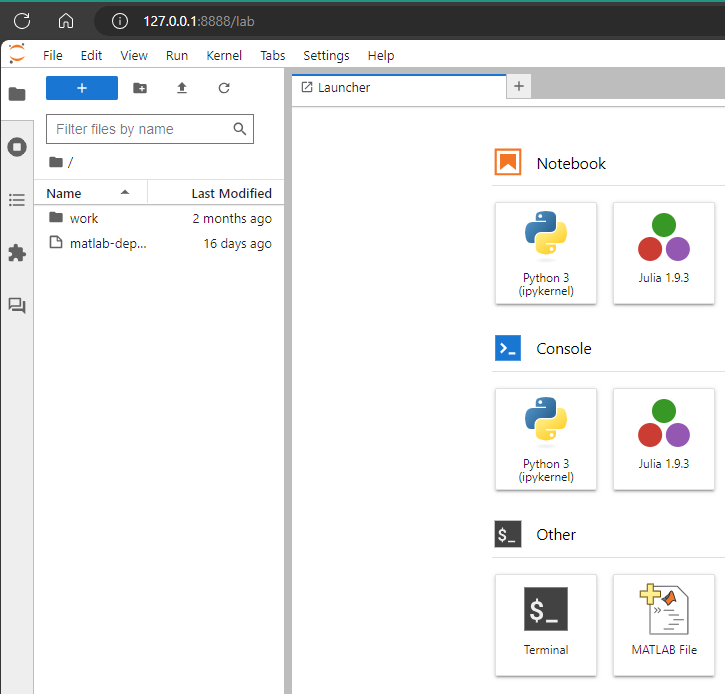 127.0.0.1:8888/lab
File Edit View Run Kernel Tabs Settings Help
+
Launcher
+
Filter files by name
/
Name Last Modified
work 2 months ago
matlab-dep... 16 days ago
Notebook
Python 3
(ipykernel)
Julia 1.9.3
Console
Python 3
(ipykernel)
Julia 1.9.3
$_ Other
$_
Terminal
MATLAB File